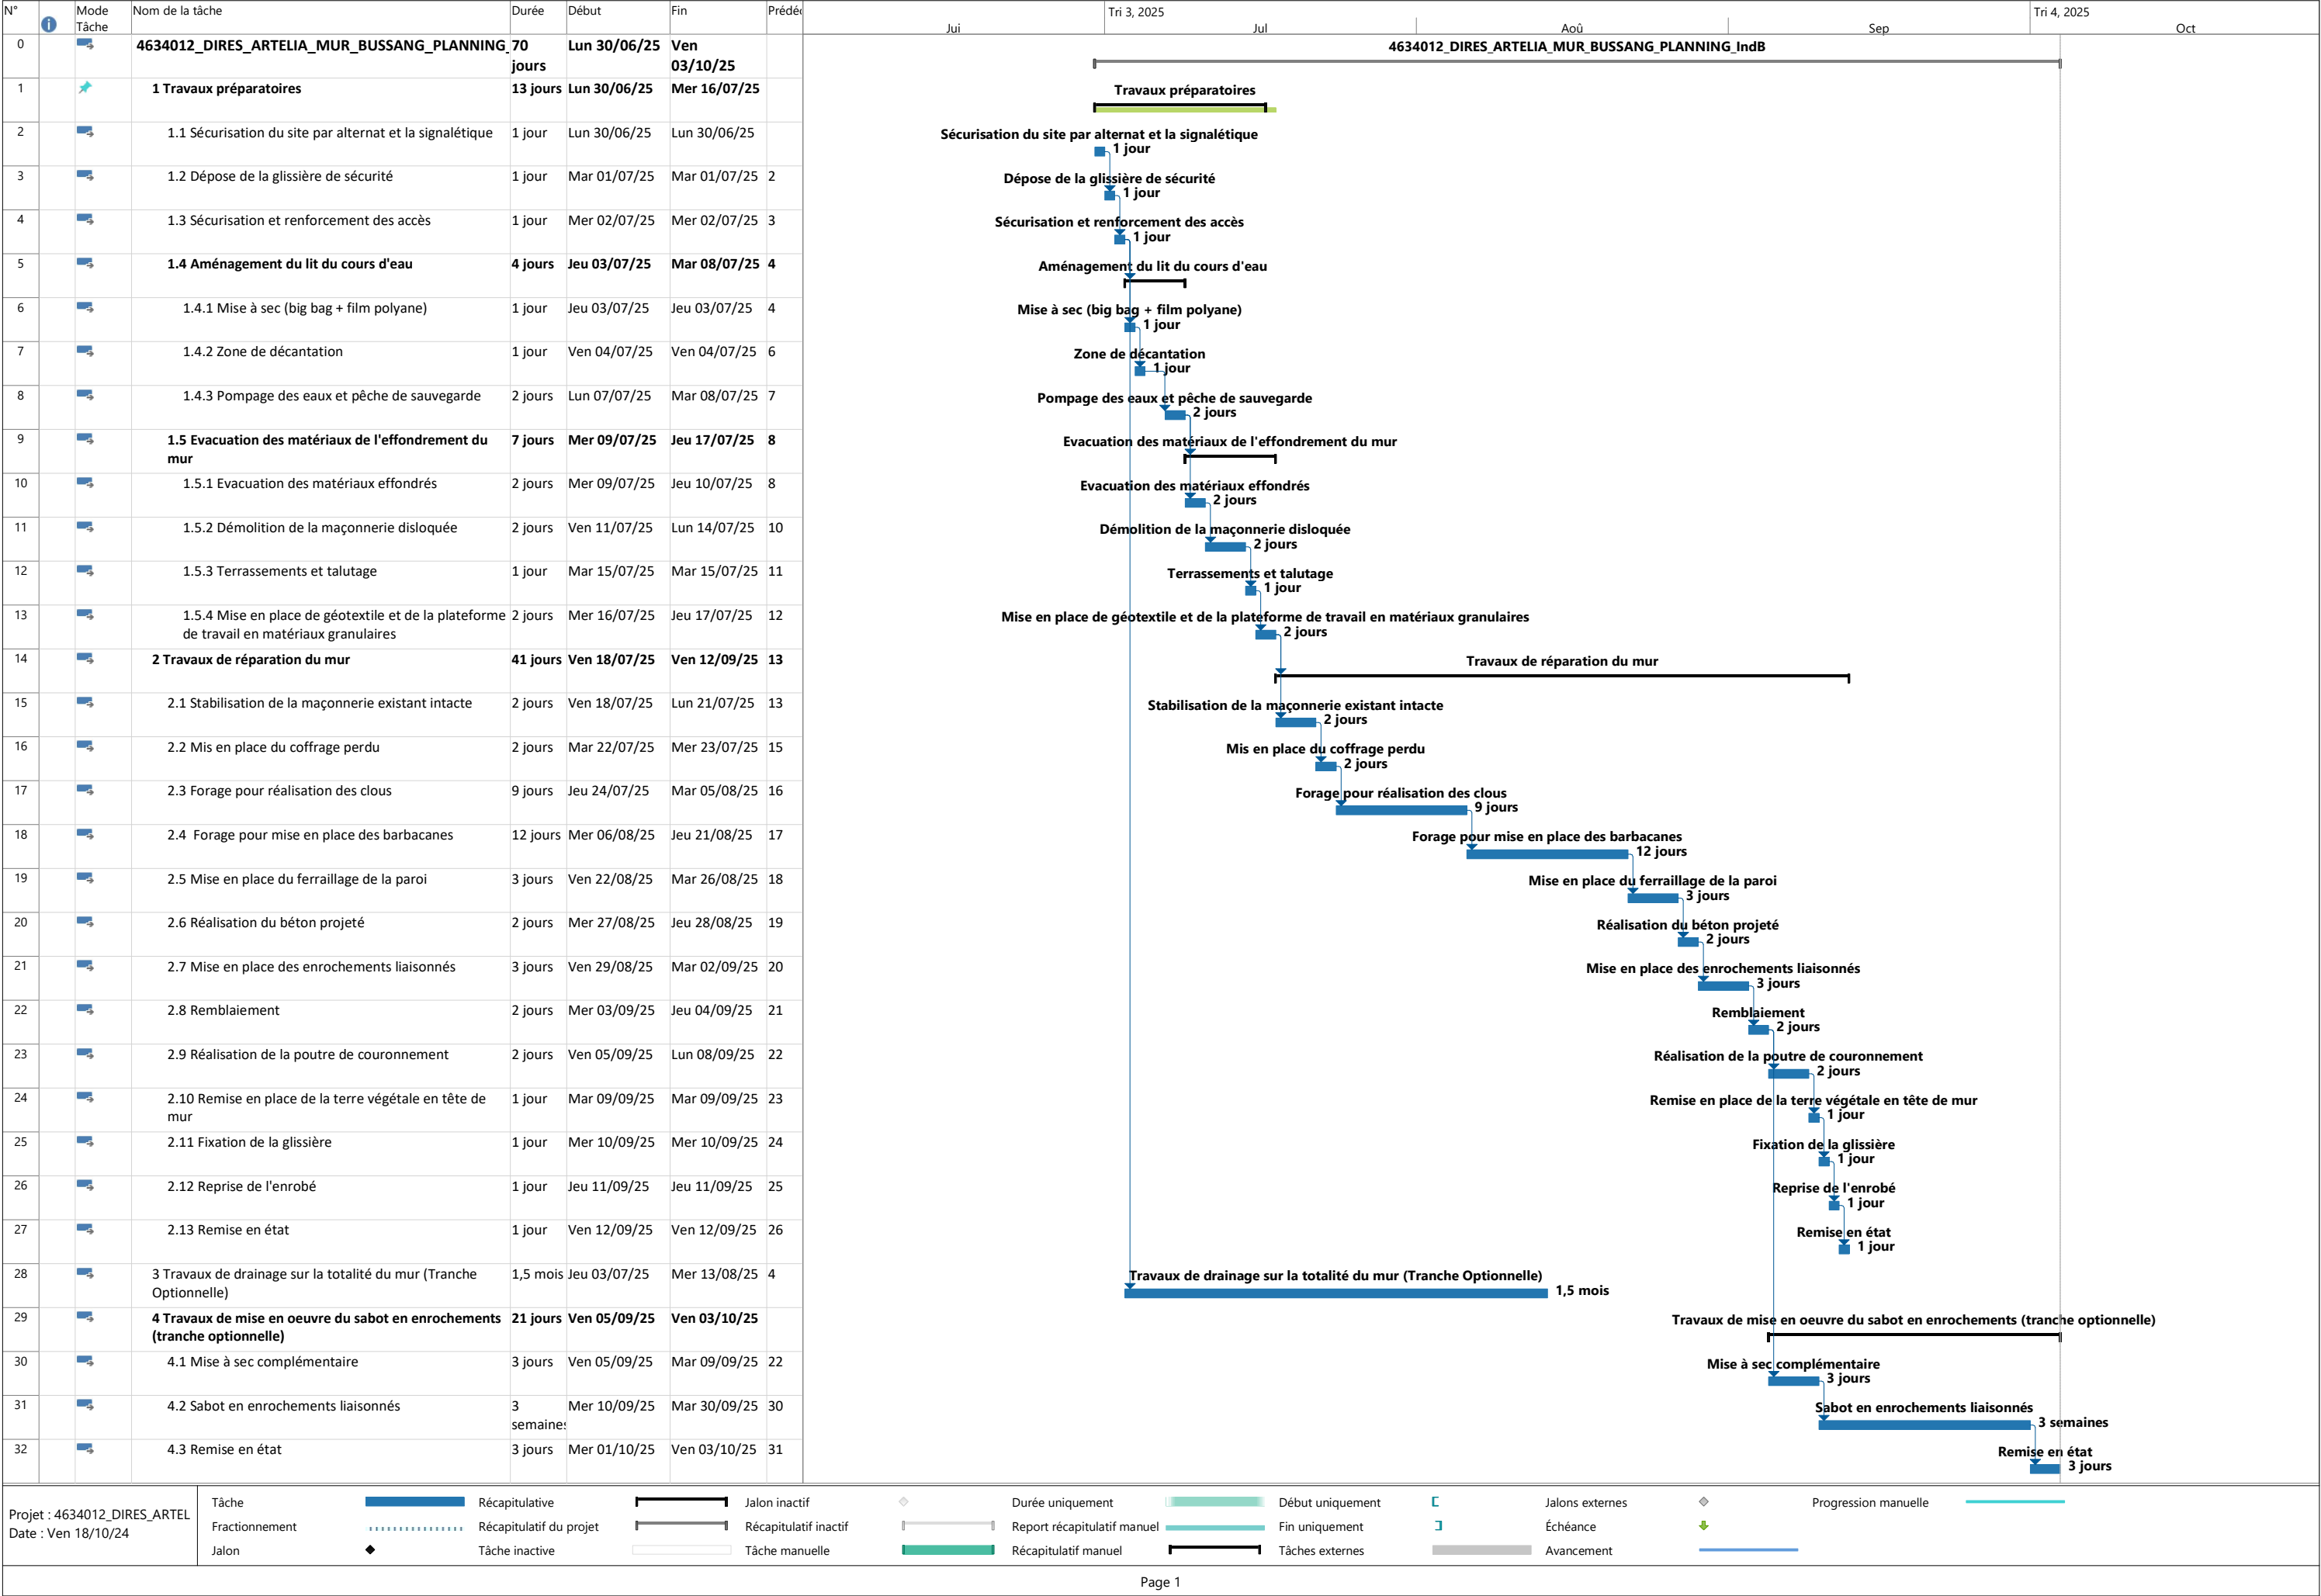 N° Mode Tâche Nom de la tâche Durée Début Fin Prédéc
Tri 3, 2025 Tri 4, 2025
Jui Jul Aoû Sep Oct
0 4634012_DIRES_ARTELIA_MUR_BUSSANG_PLANNING_ 70 jours Lun 30/06/25 Ven 03/10/25
4634012_DIRES_ARTELIA_MUR_BUSSANG_PLANNING_IndB
1 1 Travaux préparatoires 13 jours Lun 30/06/25 Mer 16/07/25
Travaux préparatoires
2 1.1 Sécurisation du site par alternat et la signalétique 1 jour Lun 30/06/25 Lun 30/06/25
Sécurisation du site par alternat et la signalétique
1 jour
3 1.2 Dépose de la glissière de sécurité 1 jour Mar 01/07/25 Mar 01/07/25 2
Dépose de la glissière de sécurité
1 jour
4 1.3 Sécurisation et renforcement des accès 1 jour Mer 02/07/25 Mer 02/07/25 3
Sécurisation et renforcement des accès
1 jour
5 1.4 Aménagement du lit du cours d'eau 4 jours Jeu 03/07/25 Mar 08/07/25 4
Aménagement du lit du cours d'eau
6 1.4.1 Mise à sec (big bag + film polyane) 1 jour Jeu 03/07/25 Jeu 03/07/25 4
Mise à sec (big bag + film polyane)
1 jour
7 1.4.2 Zone de décantation 1 jour Ven 04/07/25 Ven 04/07/25 6
Zone de décantation
1 jour
8 1.4.3 Pompage des eaux et pêche de sauvegarde 2 jours Lun 07/07/25 Mar 08/07/25 7
Pompage des eaux et pêche de sauvegarde
2 jours
9 1.5 Evacuation des matériaux de l'effondrement du mur 7 jours Mer 09/07/25 Jeu 17/07/25 8
Evacuation des matériaux de l'effondrement du mur
10 1.5.1 Evacuation des matériaux effondrés 2 jours Mer 09/07/25 Jeu 10/07/25 8
Evacuation des matériaux effondrés
2 jours
11 1.5.2 Démolition de la maçonnerie disloquée 2 jours Ven 11/07/25 Lun 14/07/25 10
Démolition de la maçonnerie disloquée
2 jours
12 1.5.3 Terrassements et talutage 1 jour Mar 15/07/25 Mar 15/07/25 11
Terrassements et talutage
1 jour
13 1.5.4 Mise en place de géotextile et de la plateforme de travail en matériaux granulaires 2 jours Mer 16/07/25 Jeu 17/07/25 12
Mise en place de géotextile et de la plateforme de travail en matériaux granulaires
2 jours
14 2 Travaux de réparation du mur 41 jours Ven 18/07/25 Ven 12/09/25 13
Travaux de réparation du mur
15 2.1 Stabilisation de la maçonnerie existant intacte 2 jours Ven 18/07/25 Lun 21/07/25 13
Stabilisation de la maçonnerie existant intacte
2 jours
16 2.2 Mis en place du coffrage perdu 2 jours Mar 22/07/25 Mer 23/07/25 15
Mis en place du coffrage perdu
2 jours
17 2.3 Forage pour réalisation des clous 9 jours Jeu 24/07/25 Mar 05/08/25 16
Forage pour réalisation des clous
9 jours
18 2.4 Forage pour mise en place des barbacanes 12 jours Mer 06/08/25 Jeu 21/08/25 17
Forage pour mise en place des barbacanes
12 jours
19 2.5 Mise en place du ferraillage de la paroi 3 jours Ven 22/08/25 Mar 26/08/25 18
Mise en place du ferraillage de la paroi
3 jours
20 2.6 Réalisation du béton projeté 2 jours Mer 27/08/25 Jeu 28/08/25 19
Réalisation du béton projeté
2 jours
21 2.7 Mise en place des enrochements liaisonnés 3 jours Ven 29/08/25 Mar 02/09/25 20
Mise en place des enrochements liaisonnés
3 jours
22 2.8 Remblaiement 2 jours Mer 03/09/25 Jeu 04/09/25 21
Remblaiement
2 jours
23 2.9 Réalisation de la poutre de couronnement 2 jours Ven 05/09/25 Lun 08/09/25 22
Réalisation de la poutre de couronnement
2 jours
24 2.10 Remise en place de la terre végétale en tête de mur 1 jour Mar 09/09/25 Mar 09/09/25 23
Remise en place de la terre végétale en tête de mur
1 jour
25 2.11 Fixation de la glissière 1 jour Mer 10/09/25 Mer 10/09/25 24
Fixation de la glissière
1 jour
26 2.12 Reprise de l'enrobé 1 jour Jeu 11/09/25 Jeu 11/09/25 25
Reprise de l'enrobé
1 jour
27 2.13 Remise en état 1 jour Ven 12/09/25 Ven 12/09/25 26
Remise en état
1 jour
28 3 Travaux de drainage sur la totalité du mur (Tranche Optionnelle) 1,5 mois Jeu 03/07/25 Mer 13/08/25 4
Travaux de drainage sur la totalité du mur (Tranche Optionnelle)
1,5 mois
29 4 Travaux de mise en oeuvre du sabot en enrochements (tranche optionnelle) 21 jours Ven 05/09/25 Ven 03/10/25
Travaux de mise en oeuvre du sabot en enrochements (tranche optionnelle)
30 4.1 Mise à sec complémentaire 3 jours Ven 05/09/25 Mar 09/09/25 22
Mise à sec complémentaire
3 jours
31 4.2 Sabot en enrochements liaisonnés 3 semaines Mer 10/09/25 Mar 30/09/25 30
Sabot en enrochements liaisonnés
3 semaines
32 4.3 Remise en état 3 jours Mer 01/10/25 Ven 03/10/25 31
Remise en état
3 jours
Projet : 4634012_DIRES_ARTEL
Date : Ven 18/10/24
Tâche Récapitulative Jalon inactif Durée uniquement Début uniquement Jalons externes Progression manuelle
Fractionnement Récapitulatif du projet Récapitulatif inactif Report récapitulatif manuel Fin uniquement Échéance
Jalon Tâche inactive Tâche manuelle Récapitulatif manuel Tâches externes Avancement
Page 1